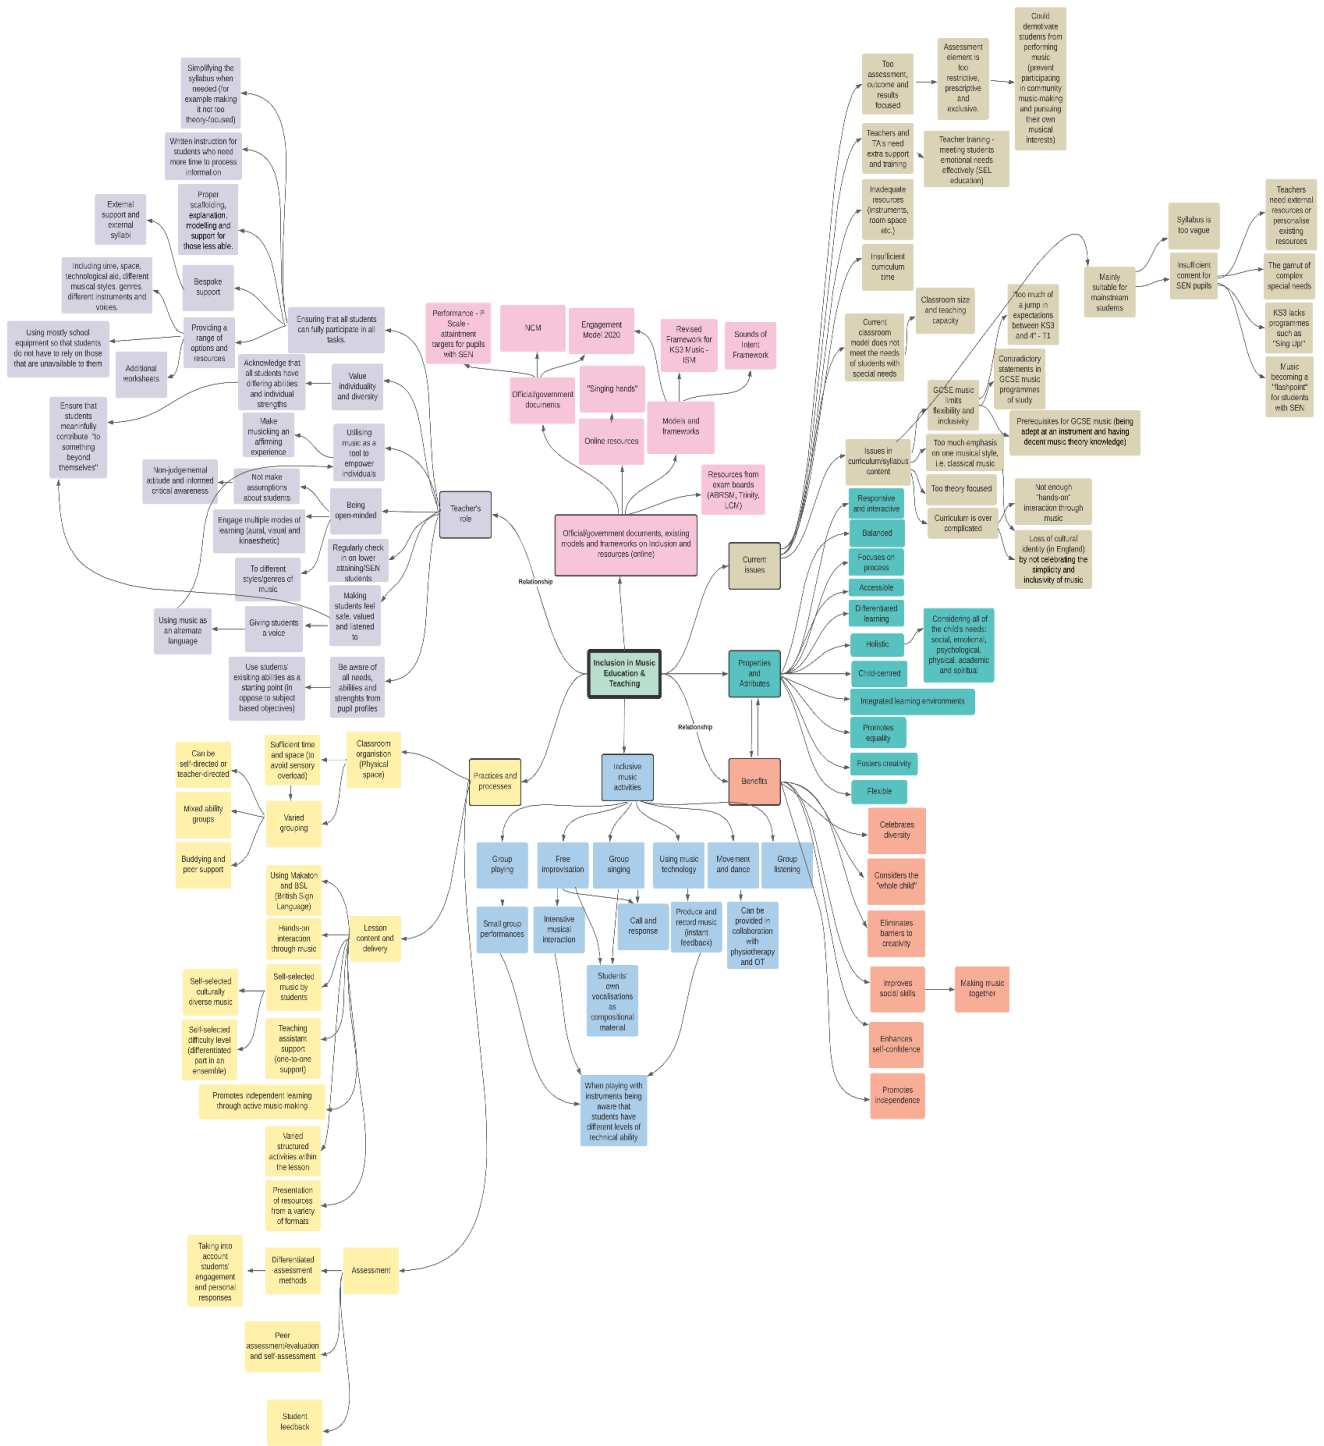 Simplifying the
syllabus when
needed (for
example making
it not too
theory-focused)
Written instruction for
students who need
more time to process
information
Proper
scaffolding,
explanation,
modelling and
support for
those less able.
External
support and
external
syllabi
Including time, space,
technological aid, different
musical styles, genres,
different instruments and
voices.
Bespoke
support
Using mostly school
equipment so that students
do not have to rely on those
that are unavailable to them
Providing a
range of
options and
resources
Additional
worksheets
Ensuring that all students
can fully participate in all
tasks.
Acknowledge that
all students have
differing abilities
and individual
strengths
Value
individuality
and diversity
Ensure that
students
meaninfully
contribute "to
something
beyond
themselves"
Make
musicking an
affirming
experience
Utilising
music as a
tool to
empower
individuals
Non-judgemental
attitude and informed
critical awareness
Not make
assumptions
about students
Being
open-minded
Engage multiple modes of
learning (aural, visual and
kinaesthetic)
To different
styles/genres of
music
Regularly check
in on lower
attaining/SEN
students
Making
students feel
safe, valued
and listened
to
Giving students
a voice
Using music as
an alternate
language
Use students'
existing abilities as a
starting point (in
oppose to subject
based objectives)
Be aware of
all needs,
abilities and
strenghts from
pupil profiles
Teacher's
role
Relationship
Performance - P
Scale -
attaintment
targets for pupils
with SEN
NCM
Engagement
Model 2020
Revised
Framework for
KS3 Music -
ISM
Sounds of
Intent
Framework
Official/government
documents
"Singing hands"
Online resources
Models and
frameworks
Resources from
exam boards
(ABRSM, Trinity,
LCM)
Official/government documents, existing
models and frameworks on Inclusion and
resources (online)
Inclusion in Music
Education &
Teaching
Current
issues
Too
assessment,
outcome and
results
focused
Assessment
element is
too
restrictive,
prescriptive
and
exclusive.
Could
demotivate
students from
performing
music
(prevent
participating
in community
music-making
and pursuing
their own
musical
interests)
Teachers and
TA's need
extra support
and training
Teacher training -
meeting students
emotional needs
effectively (SEL
education)
Inadequate
resources
(instruments,
room space
etc.)
Insufficient
curriculum
time
Current
classroom
model does not
meet the needs
of students with
special needs
Classroom size
and teaching
capacity
Issues in
curriculum/syllabus
content
GCSE music
limits
flexibility and
inclusivity
"too much of
a jump in
expectations
between KS3
and 4" - T1
Contradictory
statements in
GCSE music
programmes
of study
Prerequisites for GCSE music (being
adept at an instrument and having
decent music theory knowledge)
Too much emphasis
on one musical style,
i.e. classical music
Too theory focused
Curriculum is over
complicated
Not enough
"hands-on"
interaction through
music
Loss of cultural
identity (in England)
by not celebrating the
simplicity and
inclusivity of music
Mainly
suitable for
mainstream
students
Syllabus is
too vague
Insufficient
content for
SEN pupils
Teachers
need external
resources or
personalise
existing
resources
The gamut of
complex
special needs
KS3 lacks
programmes
such as
"Sing Up!"
Music
becoming a
"flashpoint"
for students
with SEN
Properties
and
Attributes
Responsive
and interactive
Balanced
Focuses on
process
Accessible
Differentiated
learning
Holistic
Considering all of
the child's needs:
social, emotional,
psychological,
physical, academic
and spiritual
Child-centred
Integrated learning environments
Promotes
equality
Fosters creativity
Flexible
Relationship
Benefits
Celebrates
diversity
Considers the
"whole child"
Eliminates
barriers to
creativity
Improves
social skills
Making music
together
Enhances
self-confidence
Promotes
independence
Inclusive
music
activities
Group
playing
Free
improvisation
Group
singing
Using music
technology
Movement
and dance
Group
listening
Small group
performances
Intensive
musical
interaction
Call and
response
Produce and
record music
(instant
feedback)
Can be
provided in
collaboration
with
physiotherapy
and OT
Students'
own
vocalisations
as
compositional
material
When playing with
instruments being
aware that
students have
different levels of
technical ability
Practices and
processes
Classroom
organistion
(Physical
space)
Sufficient time
and space (to
avoid sensory
overload)
Can be
self-directed or
teacher-directed
Mixed ability
groups
Varied
grouping
Buddying and
peer support
Lesson
content and
delivery
Using Makaton
and BSL
(British Sign
Language)
Hands-on
interaction
through music
Self-selected
music by
students
Self-selected
culturally
diverse music
Self-selected
difficulty level
(differentiated
part in an
ensemble)
Teaching
assistant
support
(one-to-one
support)
Promotes independent learning
through active music-making
Varied
structured
activities within
the lesson
Presentation
of resources
from a variety
of formats
Assessment
Differentiated
assessment
methods
Taking into
account
students'
engagement
and personal
responses
Peer
assessment/evaluation
and self-assessment
Student
feedback